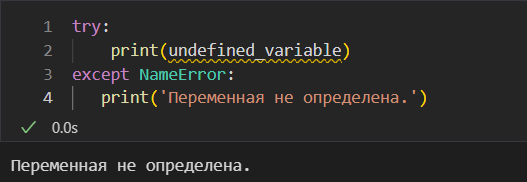 1 try:
2     print(undefined_variable)
3 except NameError:
4    print('Переменная не определена.')
✓ 0.0s
Переменная не определена.